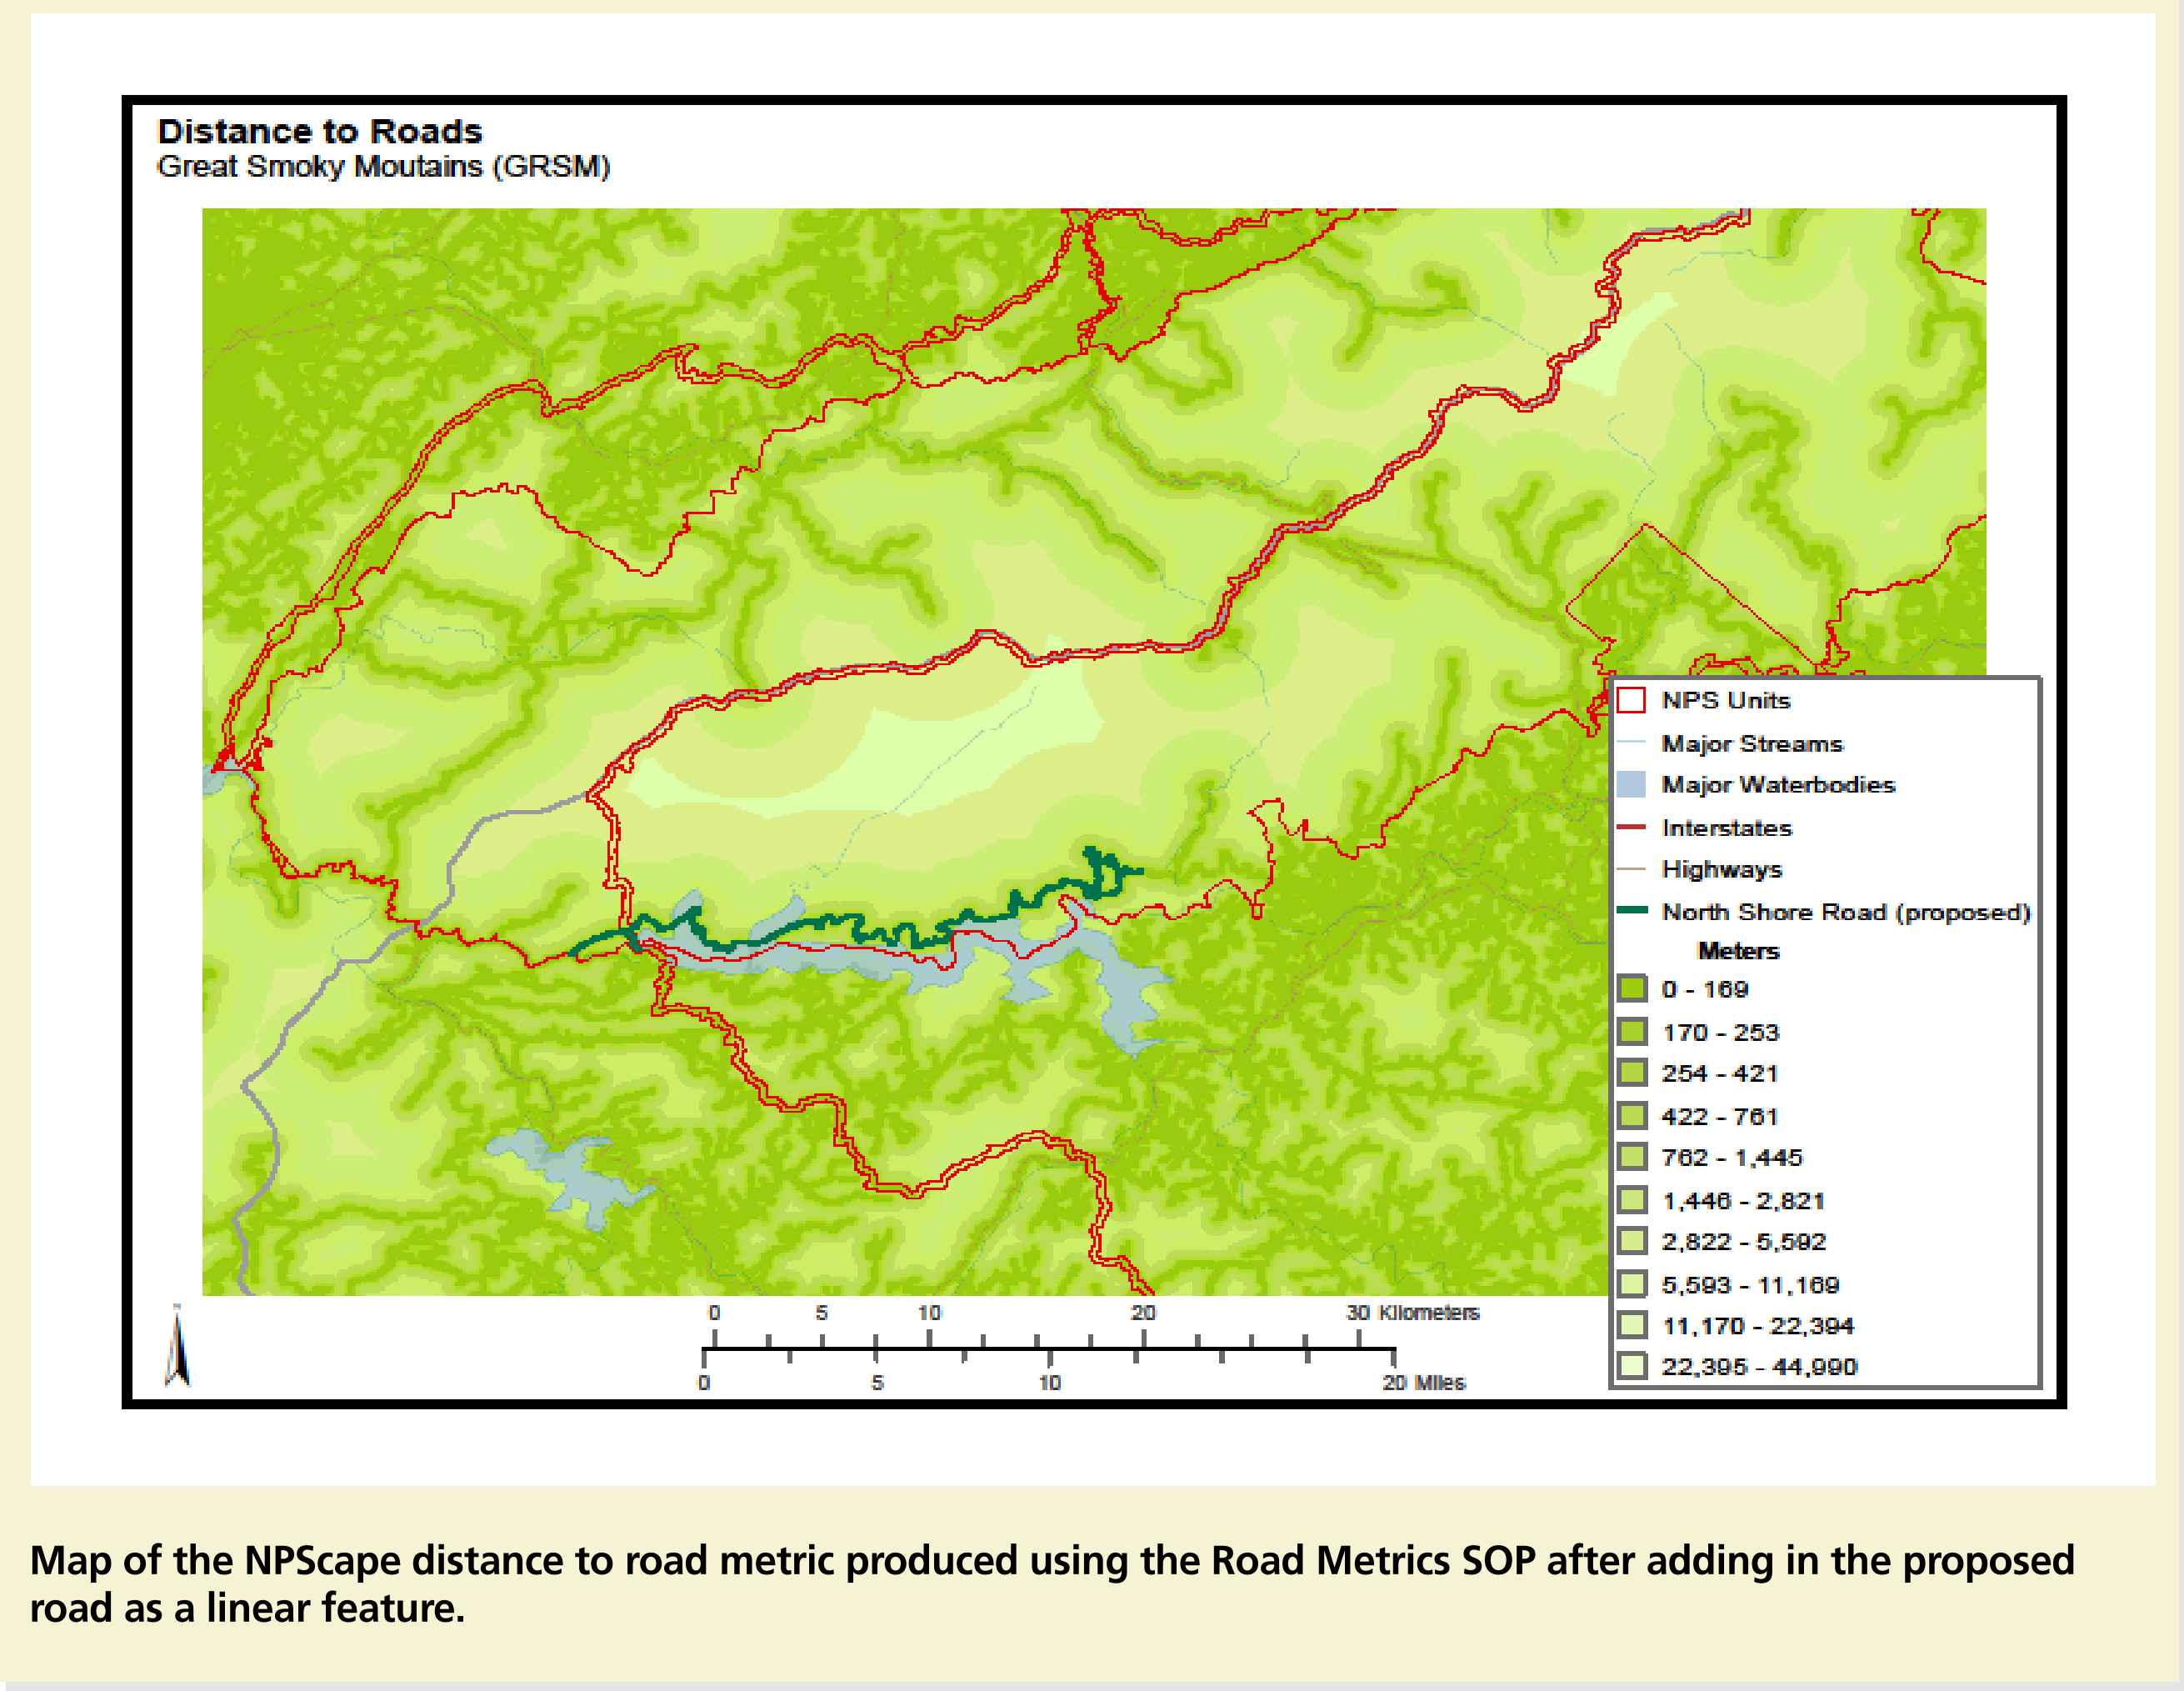 Distance to Roads
Great Smoky Moutains (GRSM)
NPS Units
Major Streams
Major Waterbodies
Interstates
Highways
North Shore Road (proposed)
Meters
0 - 169
170 - 253
254 - 421
422 - 761
762 - 1,445
1,446 - 2,821
2,822 - 5,592
5,593 - 11,169
11,170 - 22,394
22,395 - 44,990
N
0 5 10 20 30 Kilometers
0 5 10 20 Miles
Map of the NPScape distance to road metric produced using the Road Metrics SOP after adding in the proposed
road as a linear feature.